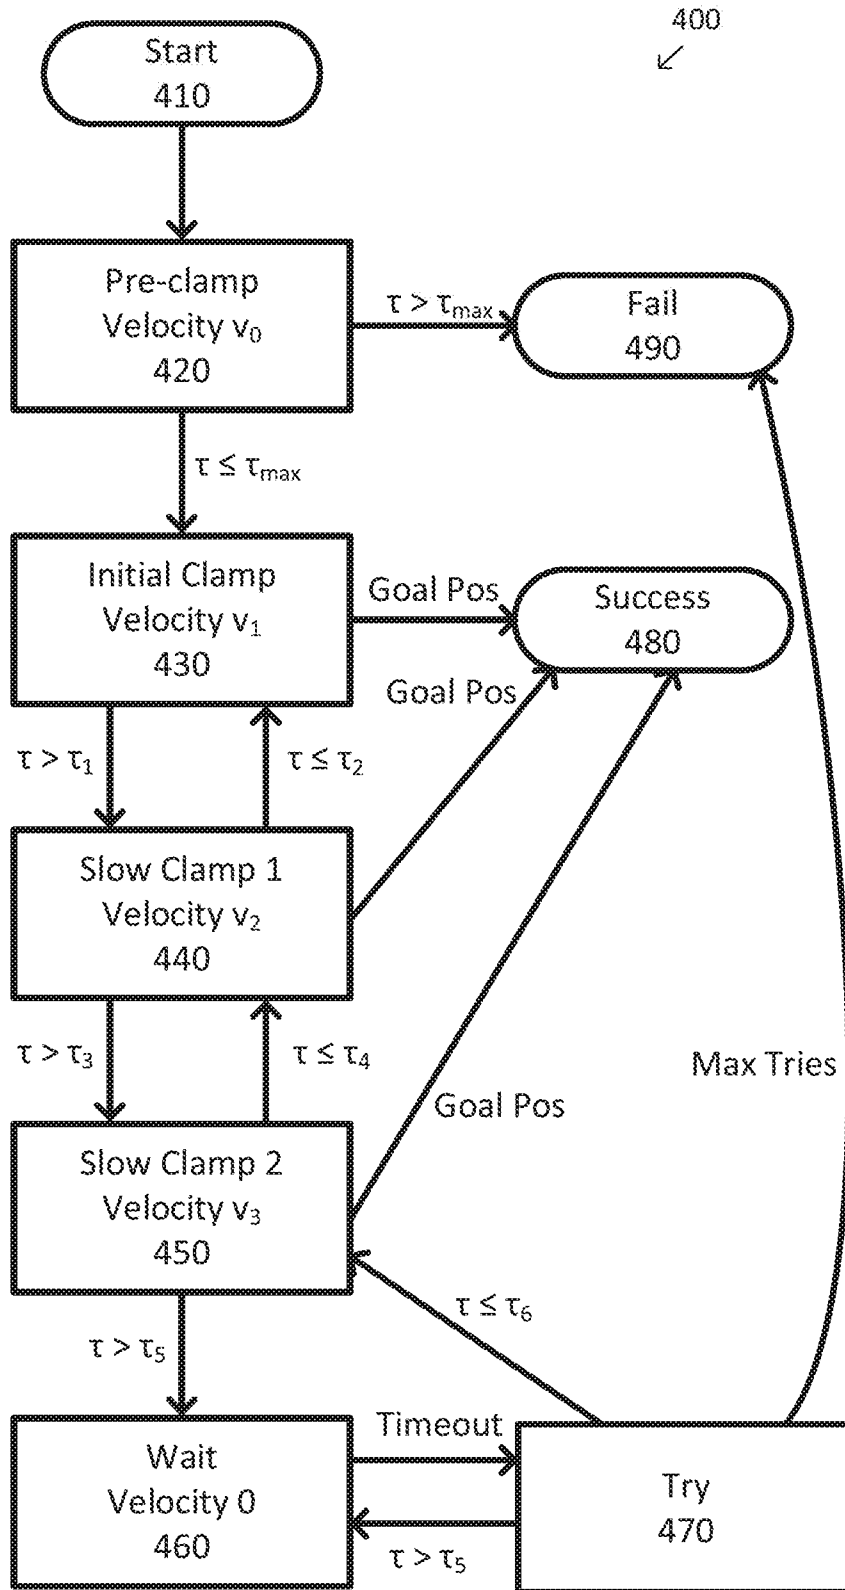 400
Start
410
Pre-clamp
Velocity v₀
420
τ > τₘₐₓ
Fail
490
τ ≤ τₘₐₓ
Initial Clamp
Velocity v₁
430
Goal Pos
Success
480
Goal Pos
τ > τ₁
τ ≤ τ₂
Slow Clamp 1
Velocity v₂
440
τ > τ₃
τ ≤ τ₄
Max Tries
Goal Pos
Slow Clamp 2
Velocity v₃
450
τ ≤ τ₆
τ > τ₅
Timeout
Wait
Velocity 0
460
Try
470
τ > τ₅